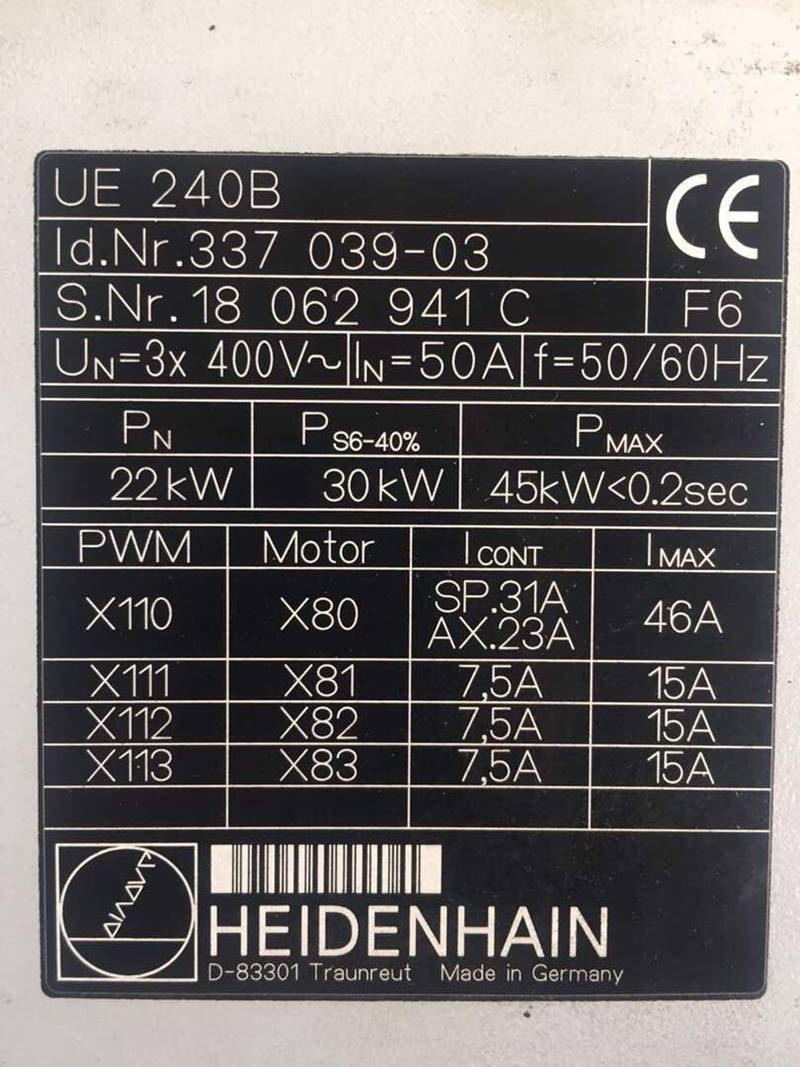 UE 240B
CE
Id.Nr.337 039-03
S.Nr.18 062 941 C F6
UN=3x 400V~ IN=50A f=50/60Hz
PN PS6-40% PMAX
22kW 30kW 45kW<0.2sec
PWM Motor ICONT IMAX
X110 X80 SP.31A AX.23A 46A
X111 X81 7,5A 15A
X112 X82 7,5A 15A
X113 X83 7,5A 15A
HEIDENHAIN
D-83301 Traunreut Made in Germany